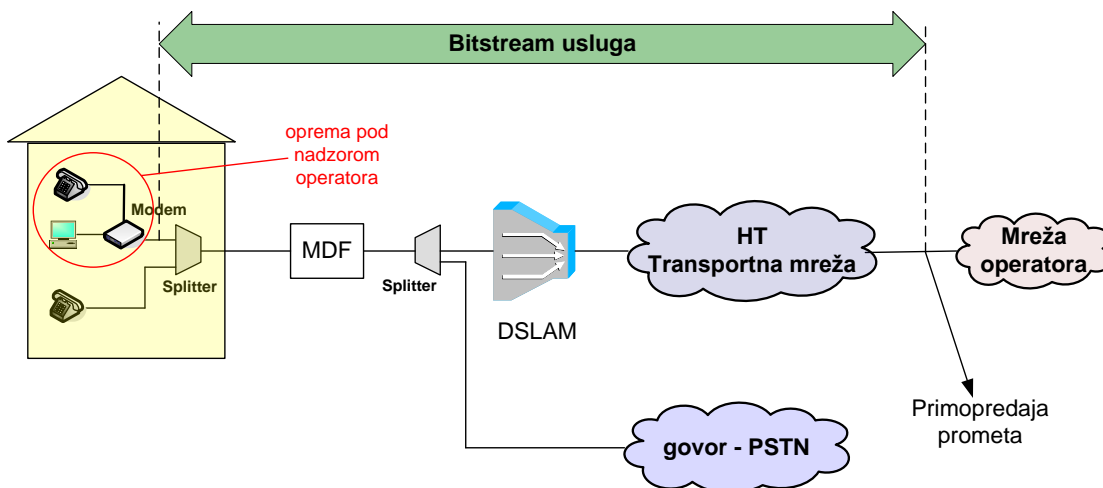 Bitstream usluga
oprema pod
nadzorom
operatora
Modem
Splitter
MDF
Splitter
DSLAM
HT
Transportna mreža
Mreža
operatora
Primopredaja
prometa
govor - PSTN